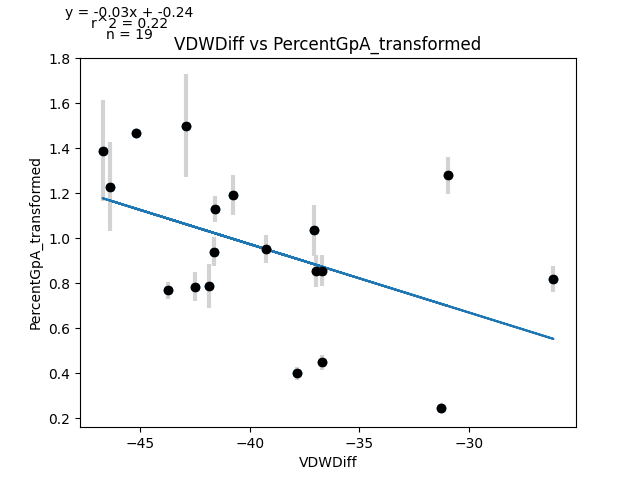 y = -0.03x + -0.24
r^2 = 0.22
n = 19
VDWDiff vs PercentGpA_transformed
PercentGpA_transformed
1.8
1.6
1.4
1.2
1.0
0.8
0.6
0.4
0.2
−45
−40
−35
−30
VDWDiff